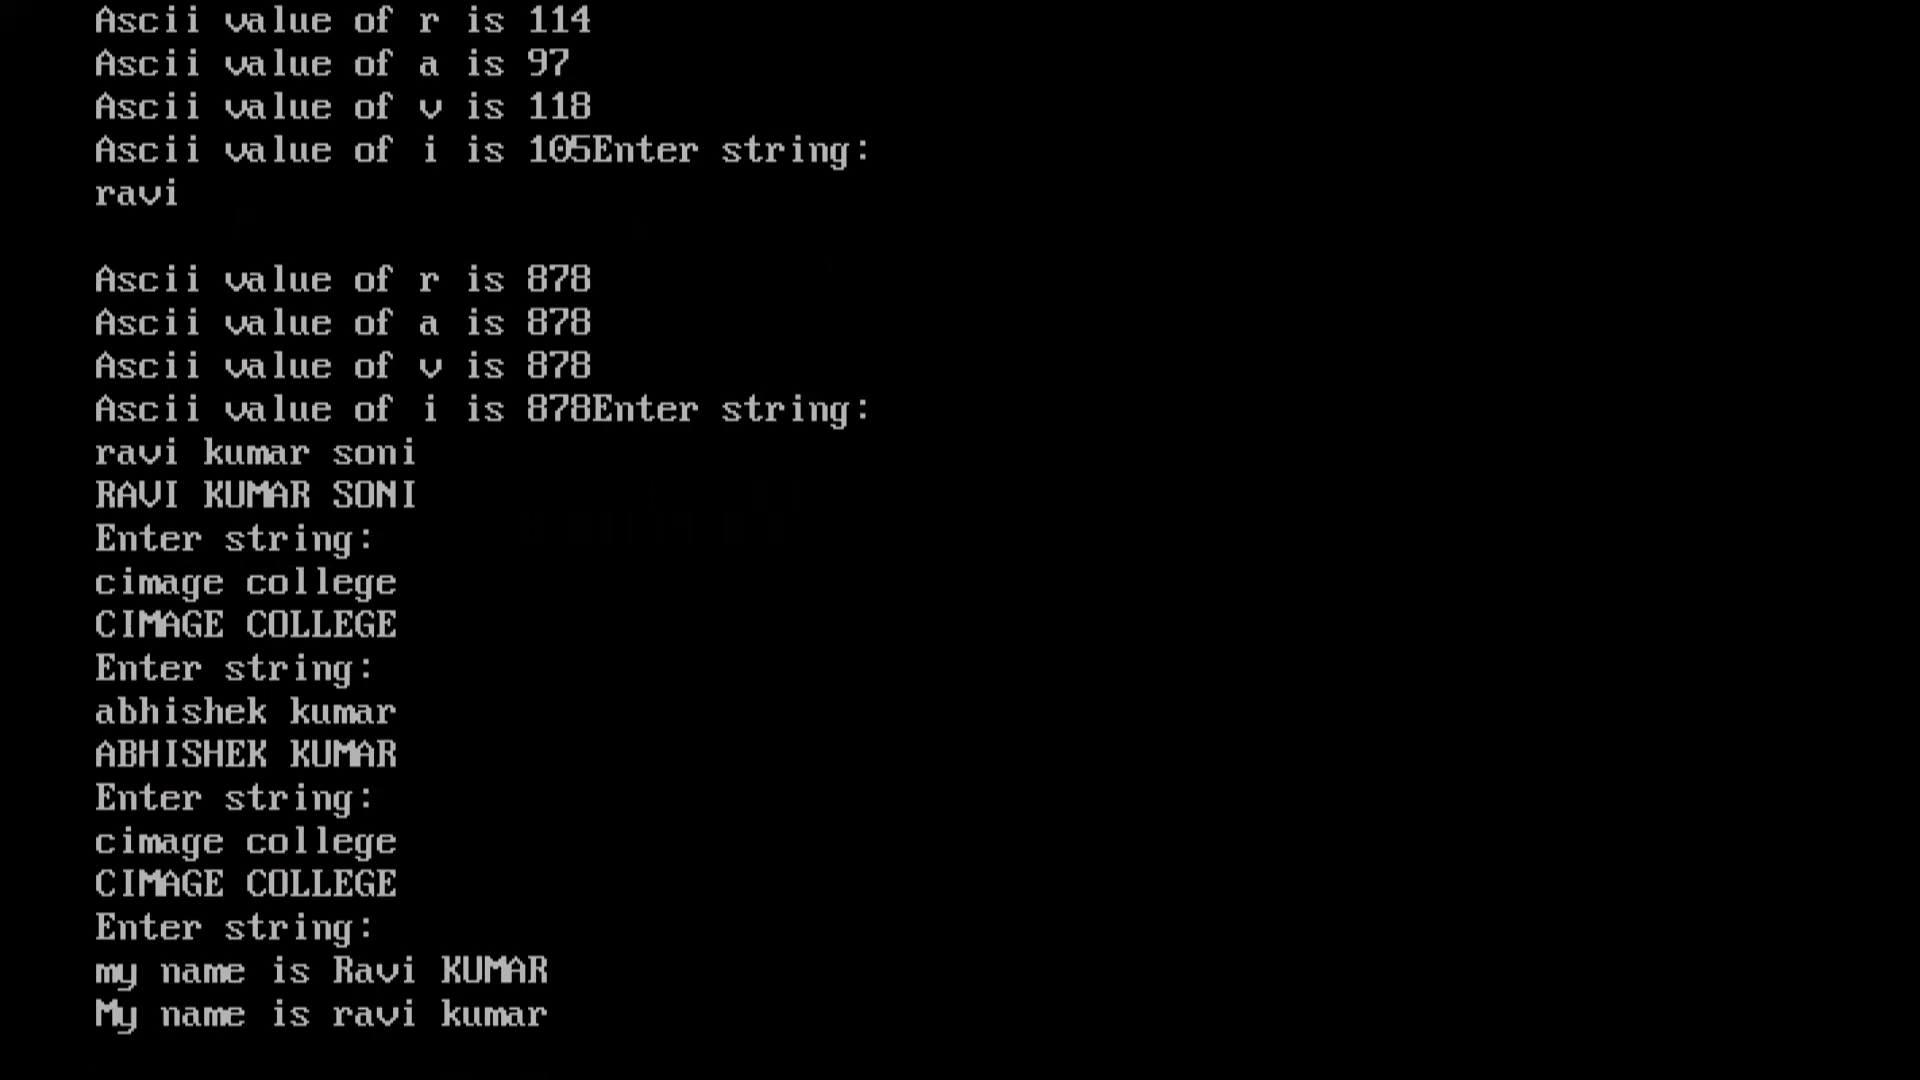 Ascii value of r is 114
Ascii value of a is 97
Ascii value of v is 118
Ascii value of i is 105Enter string:
ravi
Ascii value of r is 878
Ascii value of a is 878
Ascii value of v is 878
Ascii value of i is 878Enter string:
ravi kumar soni
RAVI KUMAR SONI
Enter string:
cimage college
CIMAGE COLLEGE
Enter string:
abhishek kumar
ABHISHEK KUMAR
Enter string:
cimage college
CIMAGE COLLEGE
Enter string:
my name is Ravi KUMAR
My name is ravi kumar